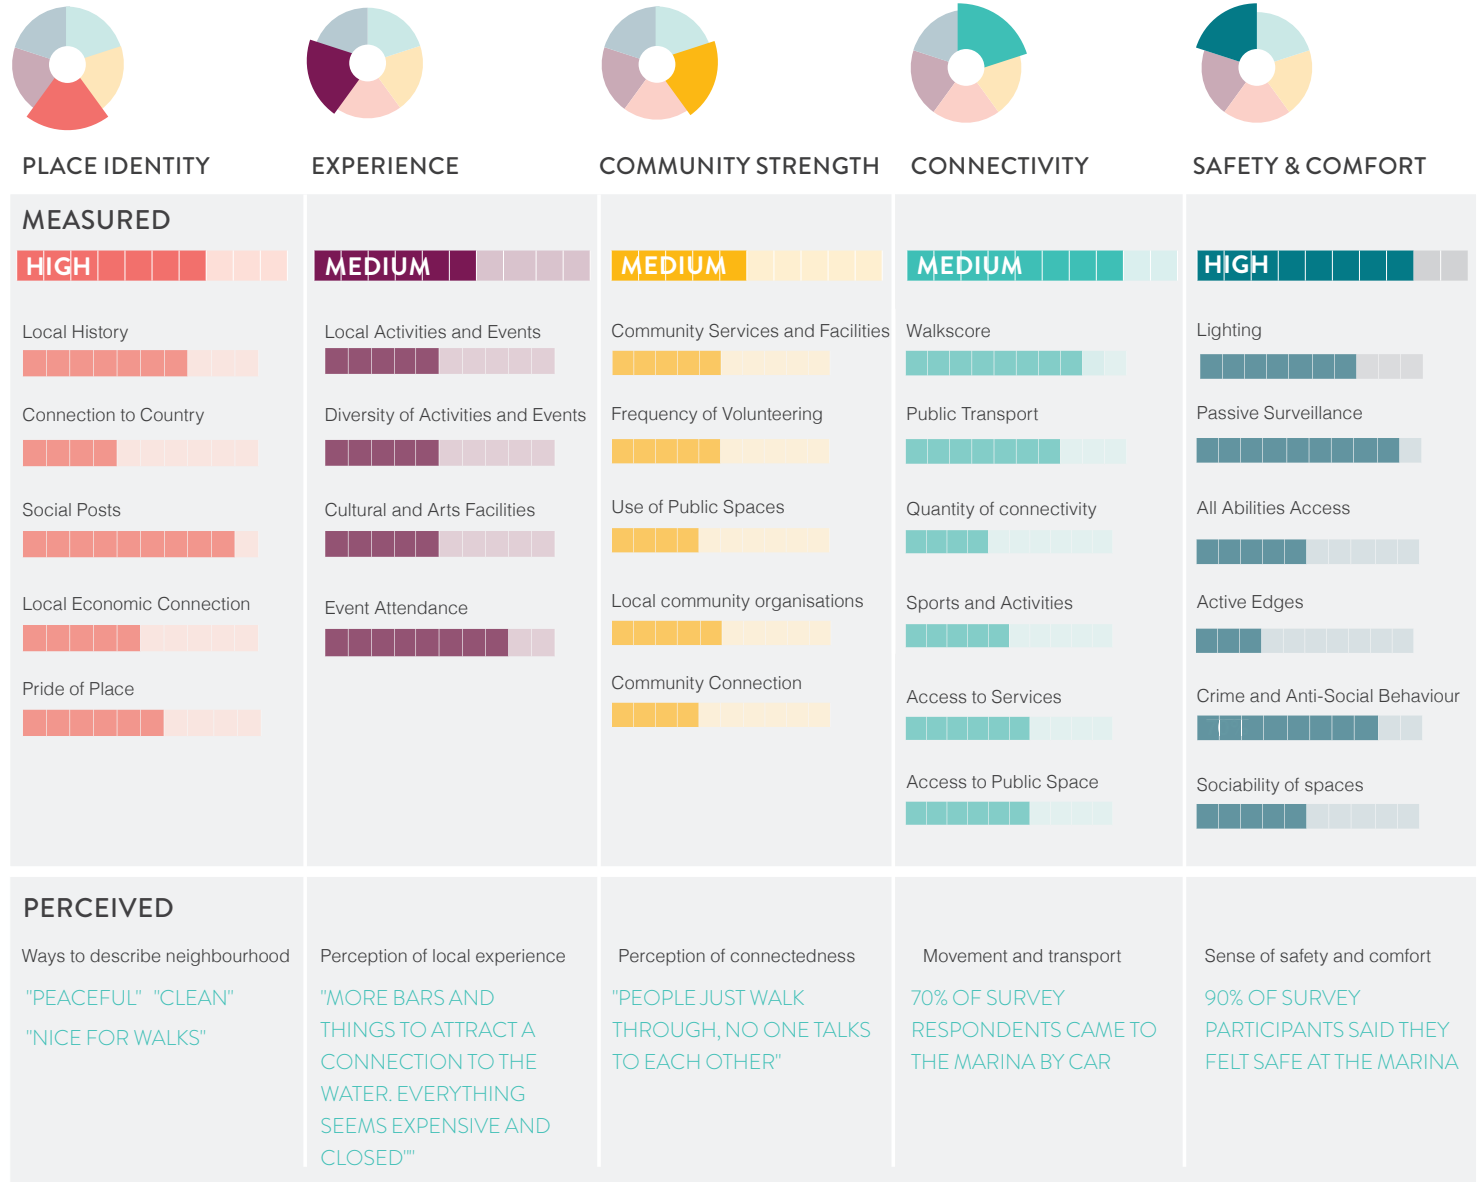 PLACE IDENTITY
EXPERIENCE
COMMUNITY STRENGTH
CONNECTIVITY
SAFETY & COMFORT
MEASURED
HIGH
MEDIUM
MEDIUM
MEDIUM
HIGH
Local History
Connection to Country
Social Posts
Local Economic Connection
Pride of Place
Local Activities and Events
Diversity of Activities and Events
Cultural and Arts Facilities
Event Attendance
Community Services and Facilities
Frequency of Volunteering
Use of Public Spaces
Local community organisations
Community Connection
Walkscore
Public Transport
Quantity of connectivity
Sports and Activities
Access to Services
Access to Public Space
Lighting
Passive Surveillance
All Abilities Access
Active Edges
Crime and Anti-Social Behaviour
Sociability of spaces
PERCEIVED
Ways to describe neighbourhood
"PEACEFUL" "CLEAN"
"NICE FOR WALKS"
Perception of local experience
"MORE BARS AND
THINGS TO ATTRACT A
CONNECTION TO THE
WATER. EVERYTHING
SEEMS EXPENSIVE AND
CLOSED""
Perception of connectedness
"PEOPLE JUST WALK
THROUGH, NO ONE TALKS
TO EACH OTHER"
Movement and transport
70% OF SURVEY
RESPONDENTS CAME TO
THE MARINA BY CAR
Sense of safety and comfort
90% OF SURVEY
PARTICIPANTS SAID THEY
FELT SAFE AT THE MARINA